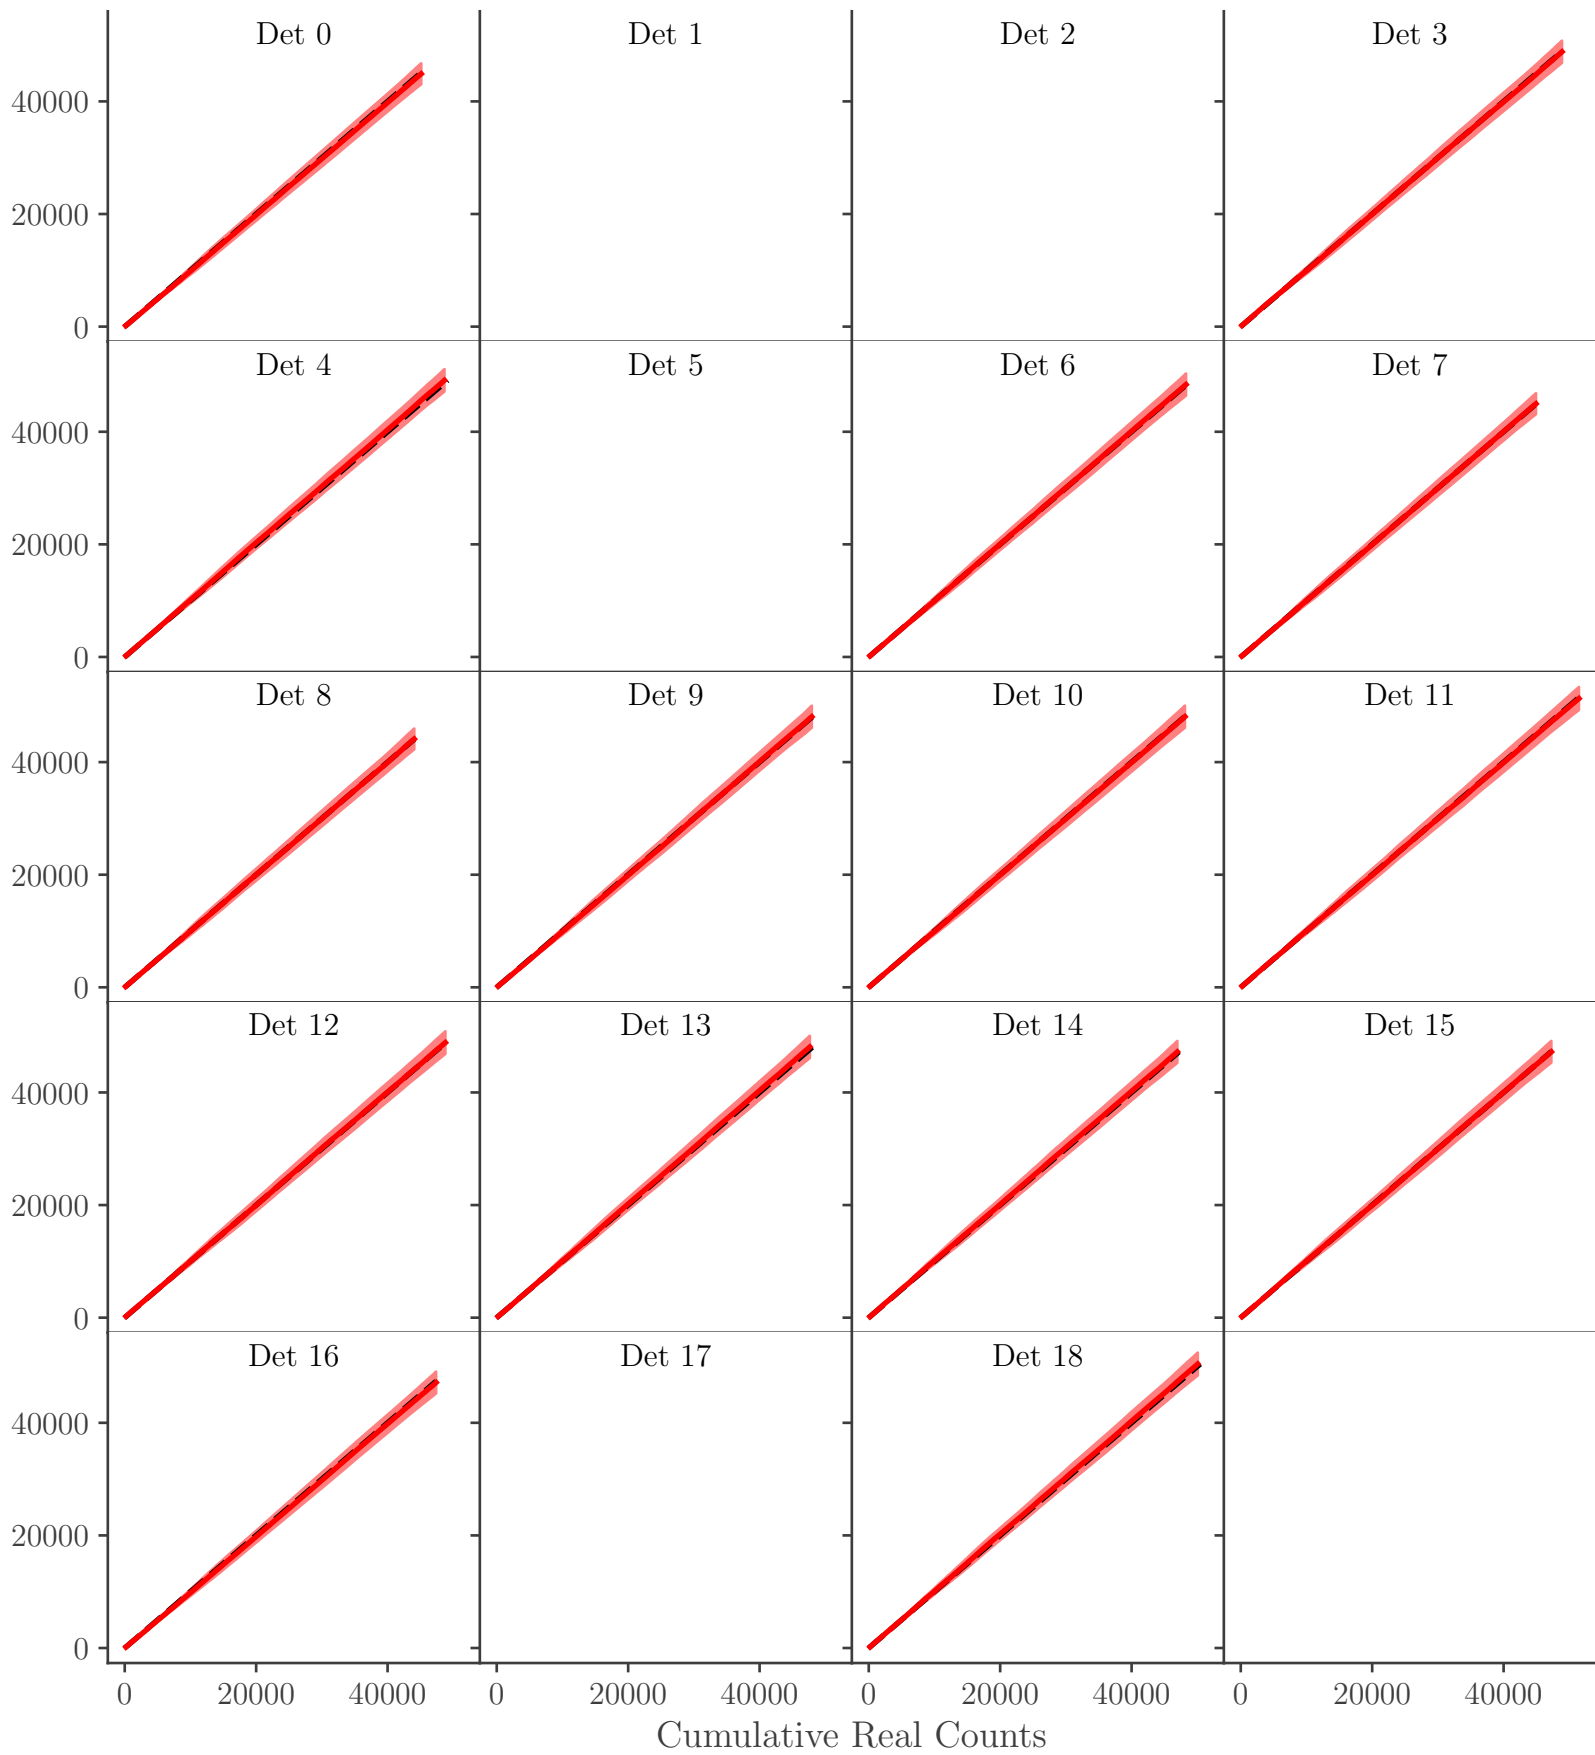 Det 0 Det 1 Det 2 Det 3
40000
20000
0
Det 4 Det 5 Det 6 Det 7
40000
20000
0
Det 8 Det 9 Det 10 Det 11
40000
20000
0
Det 12 Det 13 Det 14 Det 15
40000
20000
0
Det 16 Det 17 Det 18
40000
20000
0
0 20000 40000 0 20000 40000 0 20000 40000 0 20000 40000
Cumulative Real Counts